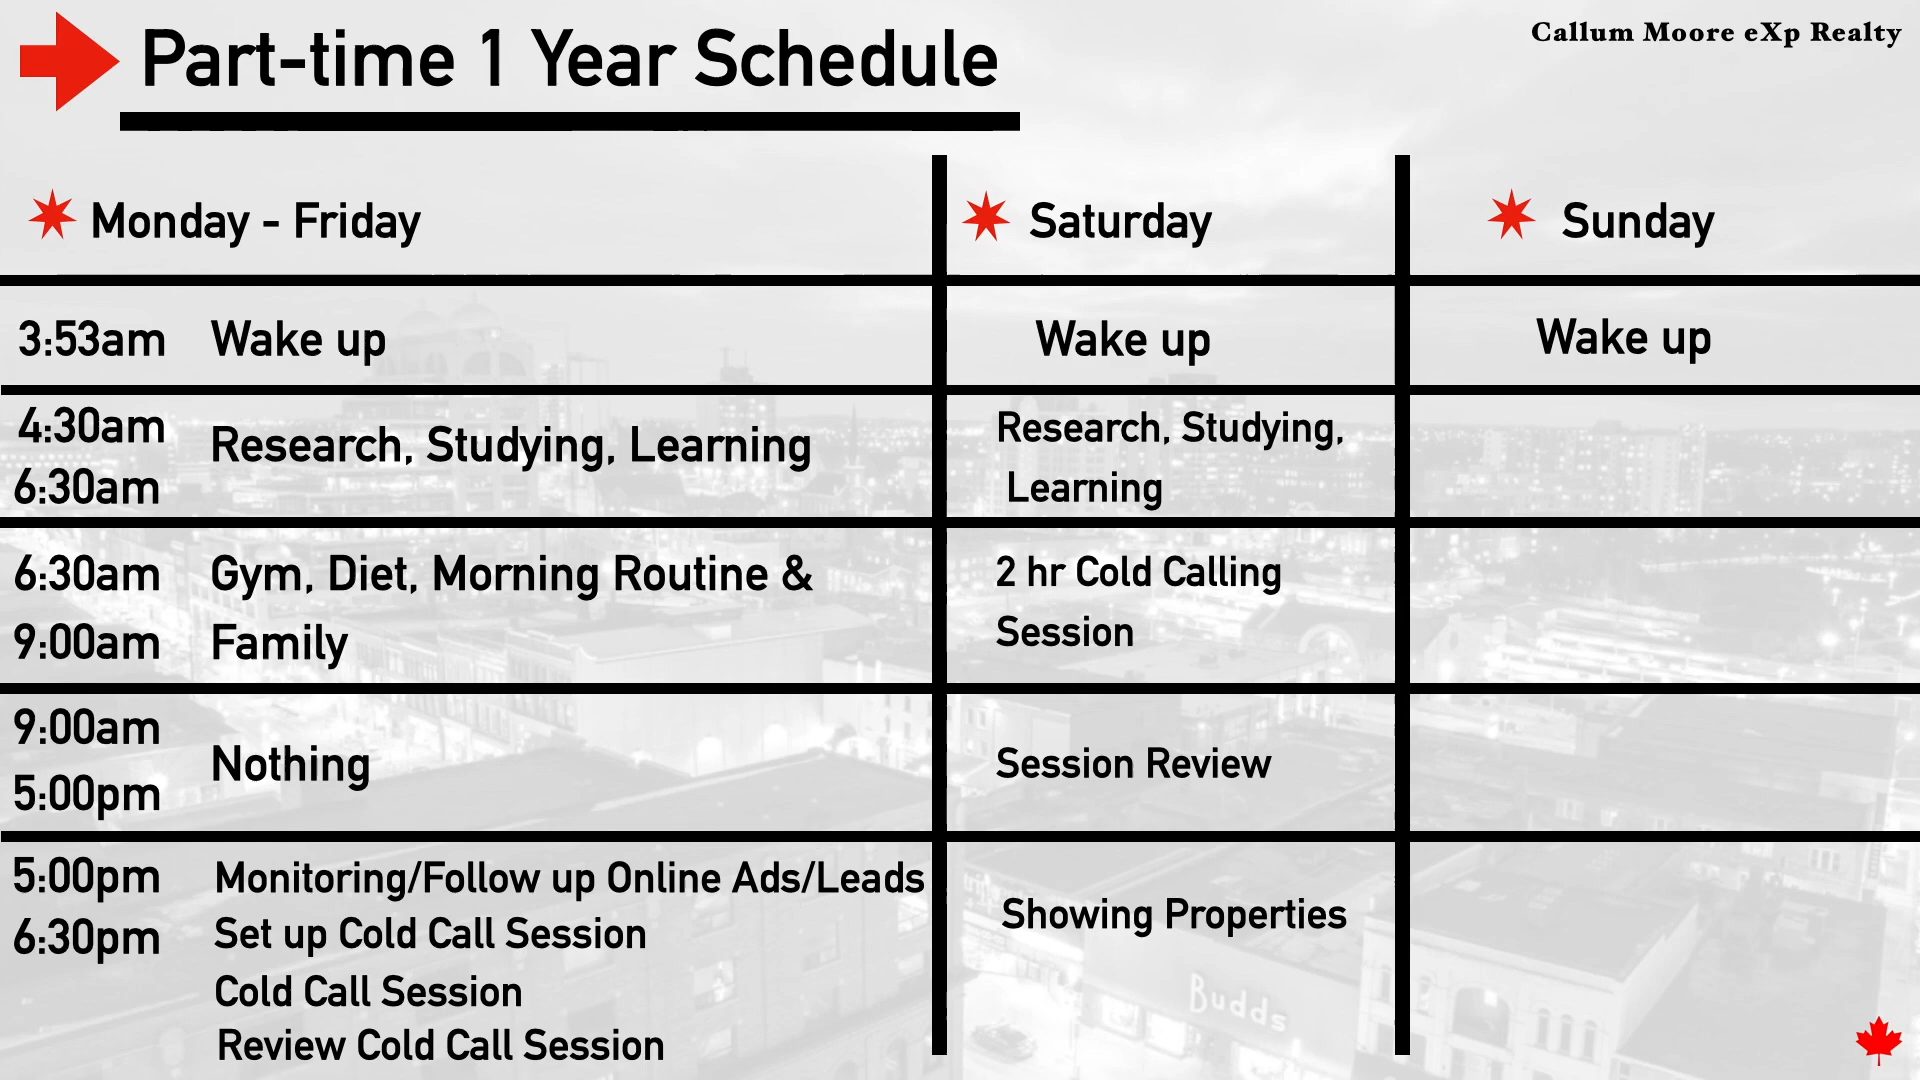 Part-time 1 Year Schedule
Callum Moore eXp Realty
Monday - Friday
Saturday
Sunday
3:53am Wake up
Wake up
Wake up
4:30am
6:30am
Research, Studying, Learning
Research, Studying,
Learning
6:30am
9:00am
Gym, Diet, Morning Routine &
Family
2 hr Cold Calling
Session
9:00am
5:00pm
Nothing
Session Review
5:00pm
6:30pm
Monitoring/Follow up Online Ads/Leads
Set up Cold Call Session
Cold Call Session
Review Cold Call Session
Showing Properties
Budds